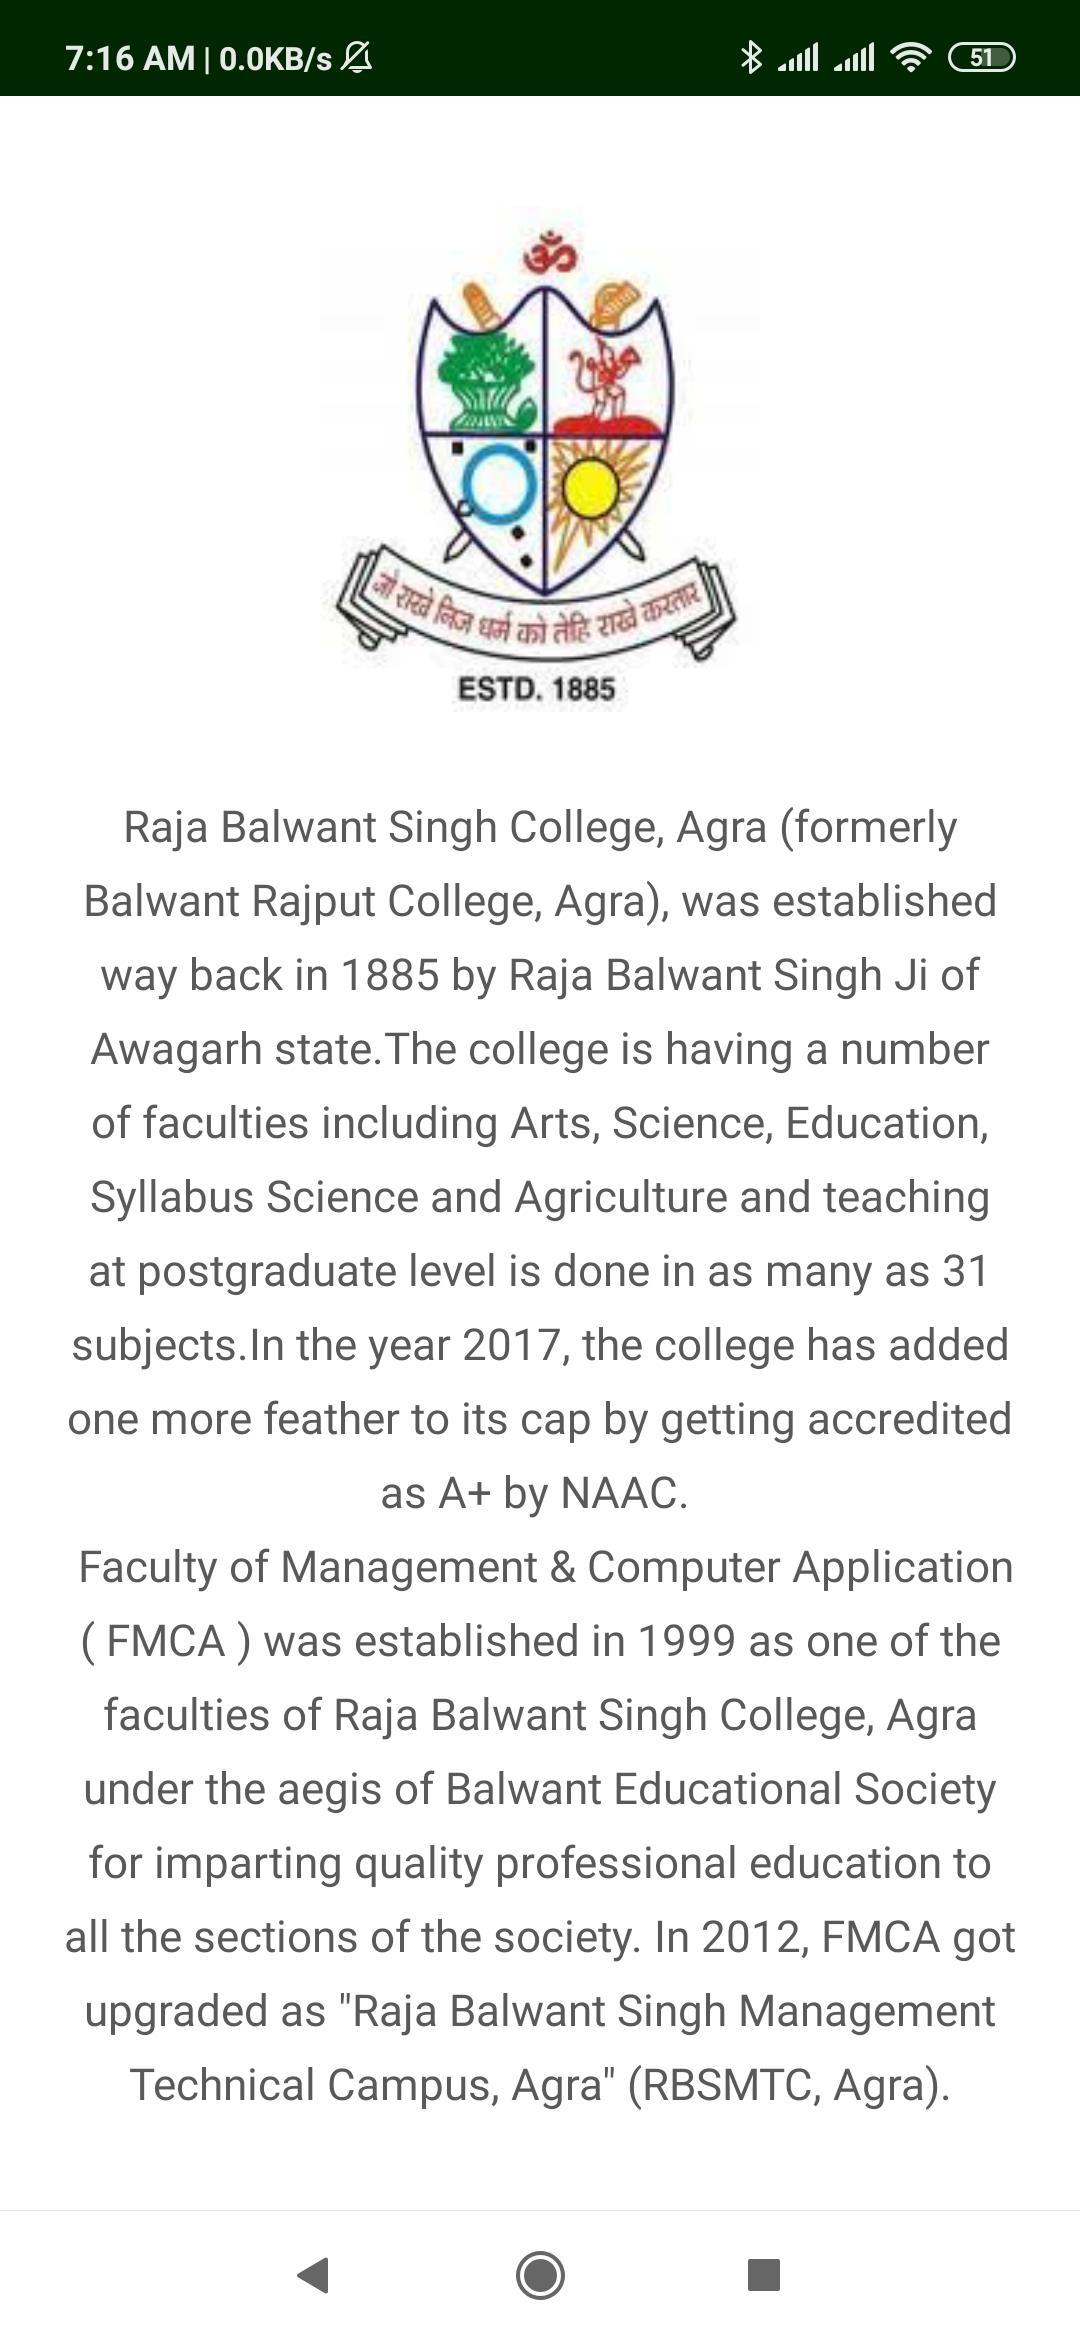 7:16 AM | 0.0KB/s
51
ॐ
जो राखे निज धर्म को तेहि राखे करतार
ESTD. 1885
Raja Balwant Singh College, Agra (formerly
Balwant Rajput College, Agra), was established
way back in 1885 by Raja Balwant Singh Ji of
Awagarh state.The college is having a number
of faculties including Arts, Science, Education,
Syllabus Science and Agriculture and teaching
at postgraduate level is done in as many as 31
subjects.In the year 2017, the college has added
one more feather to its cap by getting accredited
as A+ by NAAC.
Faculty of Management & Computer Application
( FMCA ) was established in 1999 as one of the
faculties of Raja Balwant Singh College, Agra
under the aegis of Balwant Educational Society
for imparting quality professional education to
all the sections of the society. In 2012, FMCA got
upgraded as "Raja Balwant Singh Management
Technical Campus, Agra" (RBSMTC, Agra).